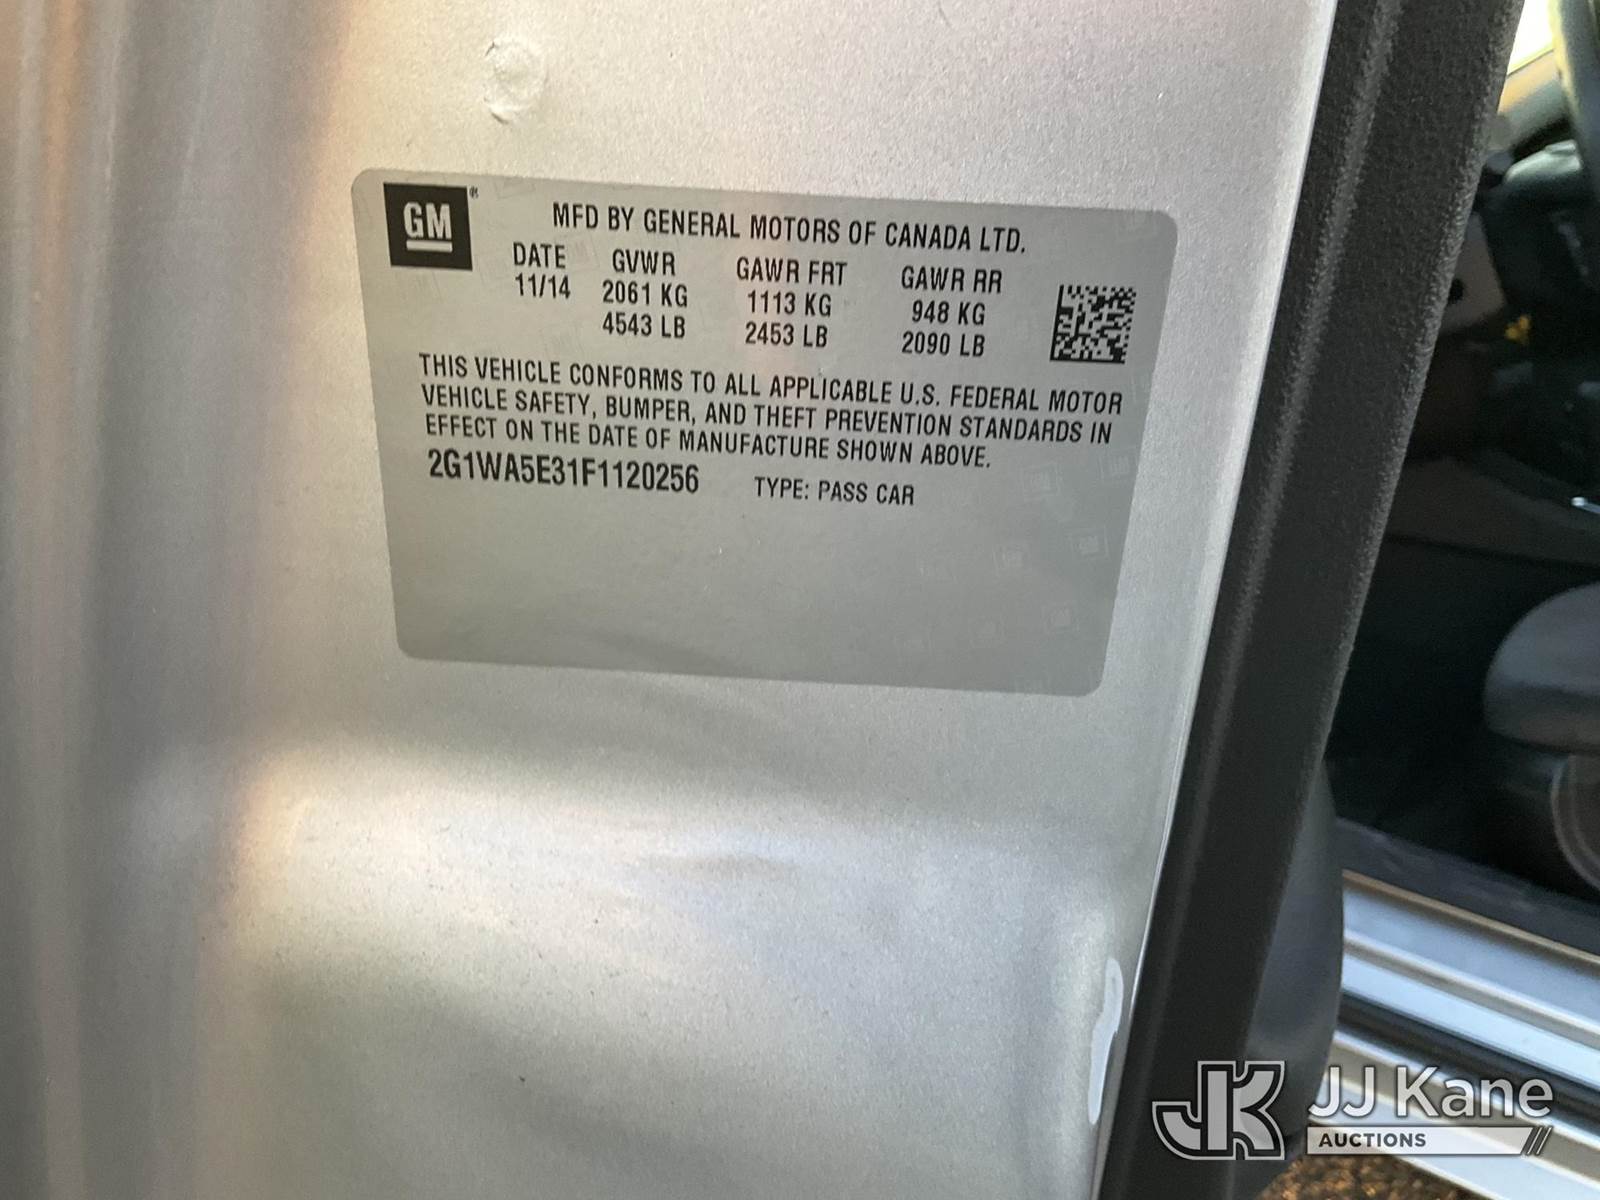 GM ®
MFD BY GENERAL MOTORS OF CANADA LTD.
DATE GVWR GAWR FRT GAWR RR
11/14 2061 KG 1113 KG 948 KG
4543 LB 2453 LB 2090 LB
THIS VEHICLE CONFORMS TO ALL APPLICABLE U.S. FEDERAL MOTOR
VEHICLE SAFETY, BUMPER, AND THEFT PREVENTION STANDARDS IN
EFFECT ON THE DATE OF MANUFACTURE SHOWN ABOVE.
2G1WA5E31F1120256 TYPE: PASS CAR
JK JJ Kane
AUCTIONS